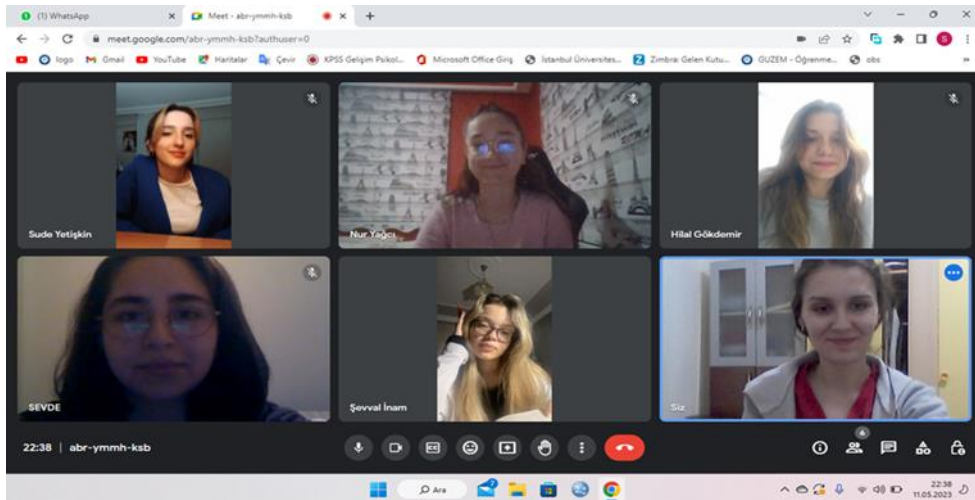 (1) WhatsApp
Meet - abr-ymmh-ksb
meet.google.com/abr-ymmh-ksb?authuser=0
logo
Gmail
YouTube
Haritalar
Çevir
KPSS Gelişim Psikol...
Microsoft Office Giriş
İstanbul Üniversites...
Zimbra: Gelen Kutu...
GUZEM - Öğrenme...
obs
S
Sude Yetişkin
Nur Yağcı
Hilal Gökdemir
SEVDE
Şevval İnam
Siz
22:38 | abr-ymmh-ksb
6
Ara
22:38
11.05.2023